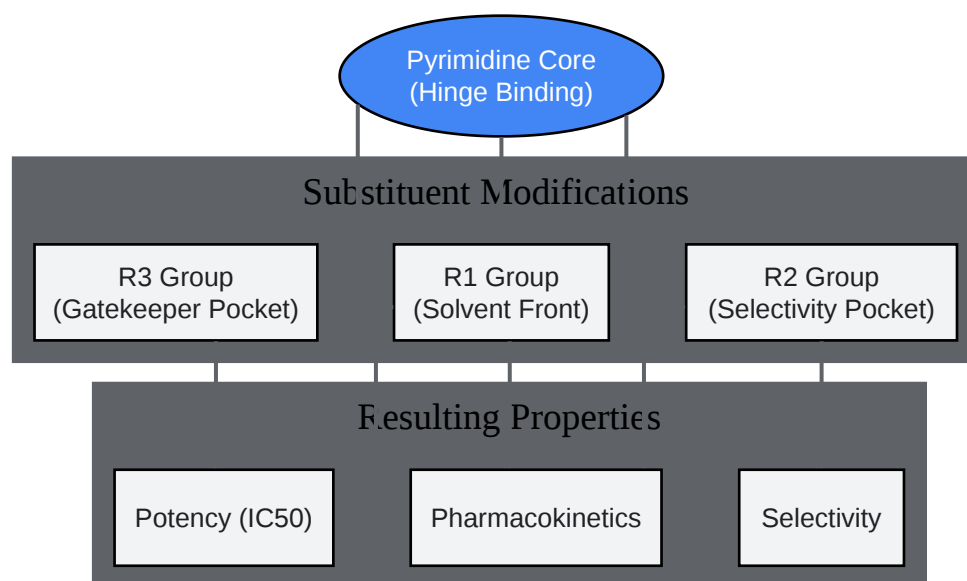 Pyrimidine Core
(Hinge Binding)
Substituent Modifications
R3 Group
(Gatekeeper Pocket)
R1 Group
(Solvent Front)
R2 Group
(Selectivity Pocket)
Resulting Properties
Potency (IC50)
Pharmacokinetics
Selectivity